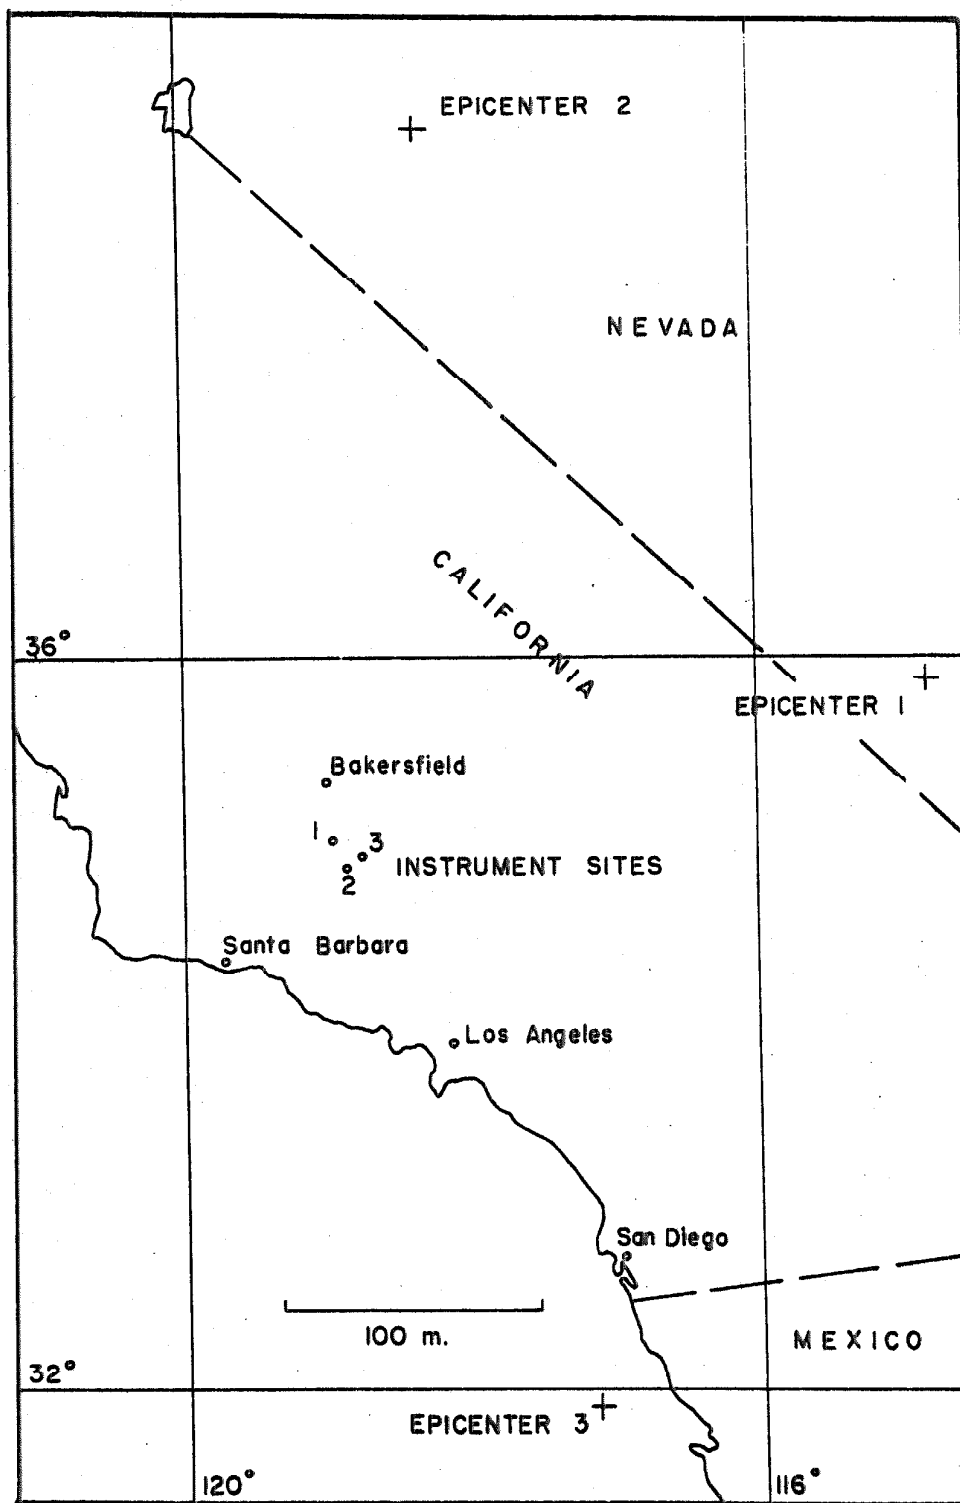 EPICENTER 2
NEVADA
CALIFORNIA
36°
EPICENTER 1
Bakersfield
1
3
INSTRUMENT SITES
2
Santa Barbara
Los Angeles
San Diego
100 m.
MEXICO
32°
EPICENTER 3
120°
116°